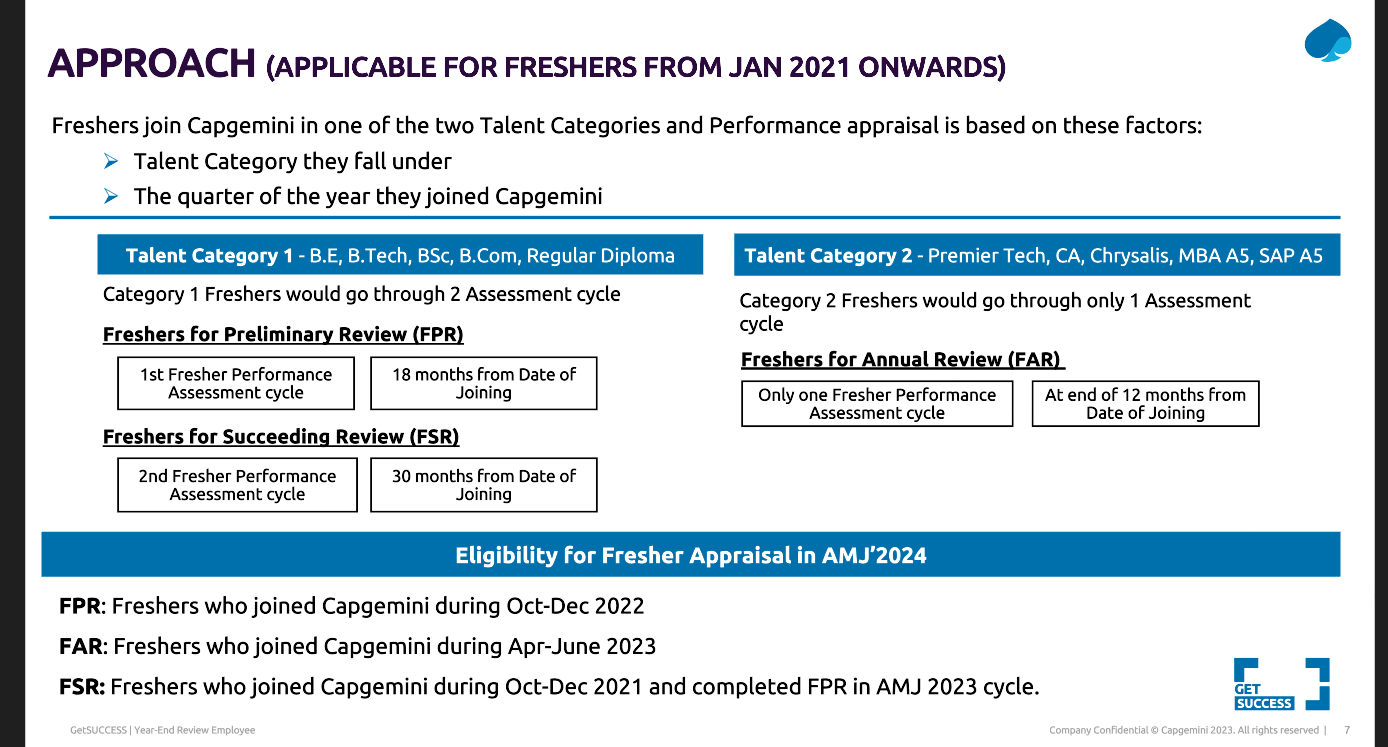 APPROACH (APPLICABLE FOR FRESHERS FROM JAN 2021 ONWARDS)
Freshers join Capgemini in one of the two Talent Categories and Performance appraisal is based on these factors:
➢ Talent Category they fall under
➢ The quarter of the year they joined Capgemini
Talent Category 1 - B.E, B.Tech, BSc, B.Com, Regular Diploma
Category 1 Freshers would go through 2 Assessment cycle
Freshers for Preliminary Review (FPR)
1st Fresher Performance
Assessment cycle
18 months from Date of
Joining
Freshers for Succeeding Review (FSR)
2nd Fresher Performance
Assessment cycle
30 months from Date of
Joining
Talent Category 2 - Premier Tech, CA, Chrysalis, MBA A5, SAP A5
Category 2 Freshers would go through only 1 Assessment
cycle
Freshers for Annual Review (FAR)
Only one Fresher Performance
Assessment cycle
At end of 12 months from
Date of Joining
Eligibility for Fresher Appraisal in AMJ’2024
FPR: Freshers who joined Capgemini during Oct-Dec 2022
FAR: Freshers who joined Capgemini during Apr-June 2023
FSR: Freshers who joined Capgemini during Oct-Dec 2021 and completed FPR in AMJ 2023 cycle.
GET
SUCCESS
GetSUCCESS | Year-End Review Employee
Company Confidential © Capgemini 2023. All rights reserved | 7